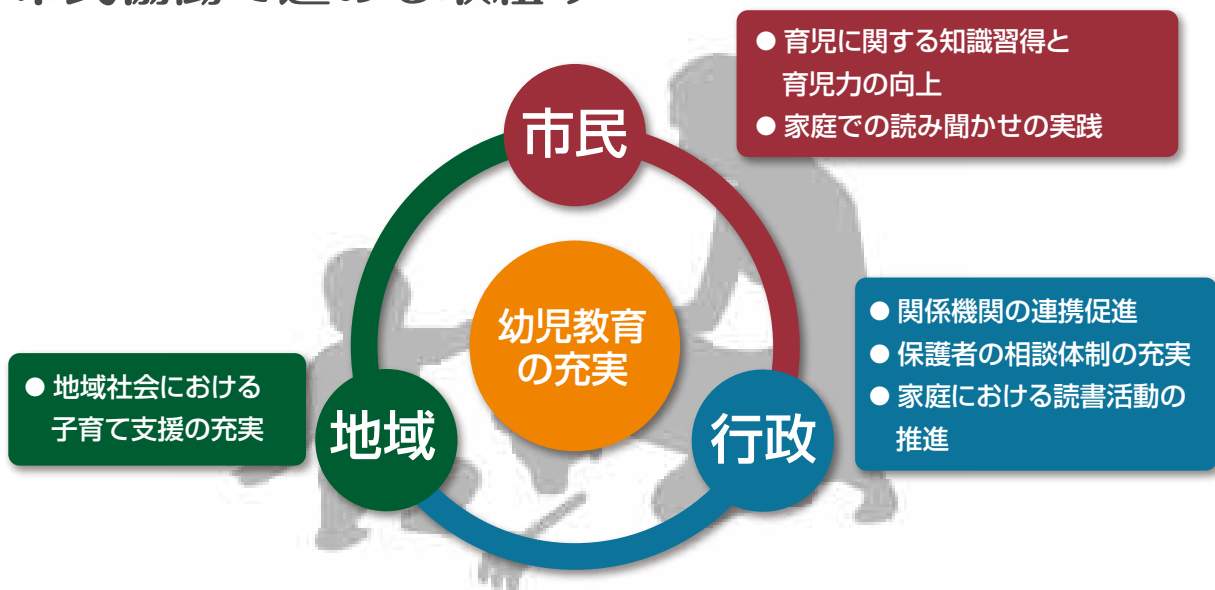 市民
● 育児に関する知識習得と
育児力の向上
● 家庭での読み聞かせの実践
幼児教育
の充実
● 関係機関の連携促進
● 保護者の相談体制の充実
● 家庭における読書活動の
推進
行政
● 地域社会における
子育て支援の充実
地域